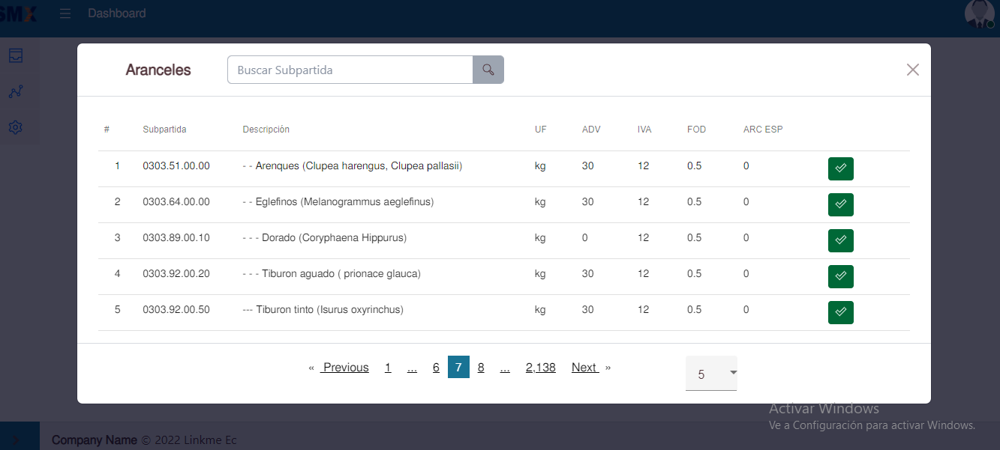 SMX Dashboard
Aranceles Buscar Subpartida
# Subpartida Descripción UF ADV IVA FOD ARC ESP
1 0303.51.00.00 - - Arenques (Clupea harengus, Clupea pallasii) kg 30 12 0.5 0
2 0303.64.00.00 - - Eglefinos (Melanogrammus aeglefinus) kg 30 12 0.5 0
3 0303.89.00.10 - - - Dorado (Coryphaena Hippurus) kg 0 12 0.5 0
4 0303.92.00.20 - - - Tiburon aguado ( prionace glauca) kg 30 12 0.5 0
5 0303.92.00.50 --- Tiburon tinto (Isurus oxyrinchus) kg 30 12 0.5 0
« Previous 1 ... 6 7 8 ... 2,138 Next » 5
Activar Windows
Ve a Configuración para activar Windows.
Company Name © 2022 Linkme Ec